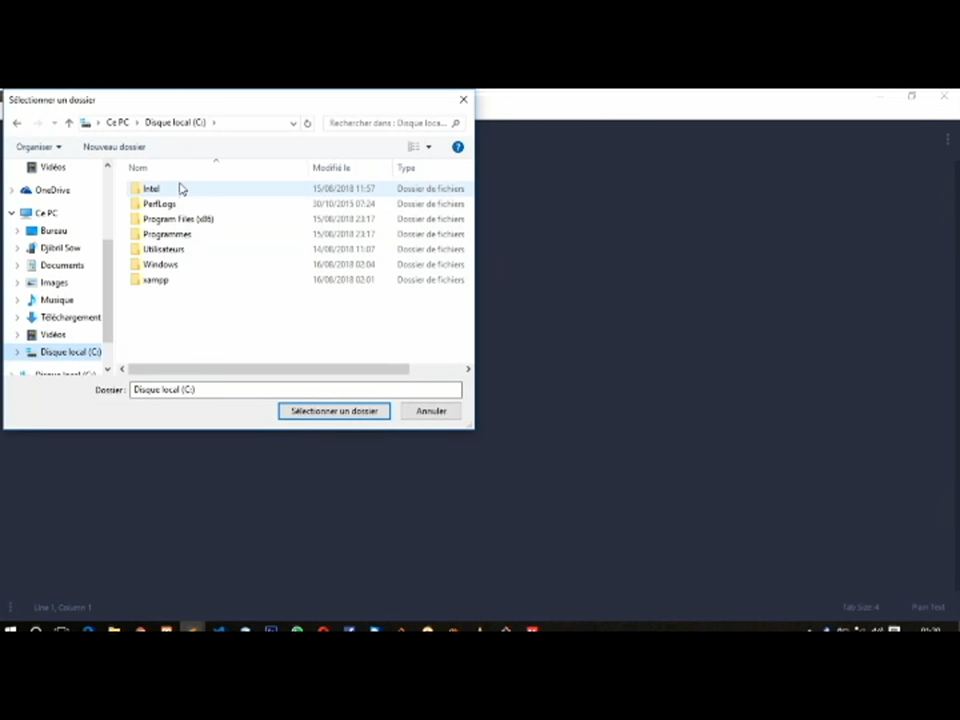 Sélectionner un dossier
Ce PC > Disque local (C:) >
Rechercher dans : Disque loca...
Organiser Nouveau dossier
Nom Modifié le Type
Vidéos
OneDrive
Ce PC
Bureau
Djibril Sow
Documents
Images
Musique
Téléchargement
Vidéos
Disque local (C:)
Disque local (C:)
Intel 15/08/2018 11:57 Dossier de fichiers
PerfLogs 30/10/2015 07:24 Dossier de fichiers
Program Files (x86) 15/08/2018 23:17 Dossier de fichiers
Programmes 15/08/2018 23:17 Dossier de fichiers
Utilisateurs 14/08/2018 11:07 Dossier de fichiers
Windows 16/08/2018 02:04 Dossier de fichiers
xampp 16/08/2018 02:01 Dossier de fichiers
Dossier : Disque local (C:)
Sélectionner un dossier Annuler
Line 1, Column 1 Tab Size: 4 Plain Text